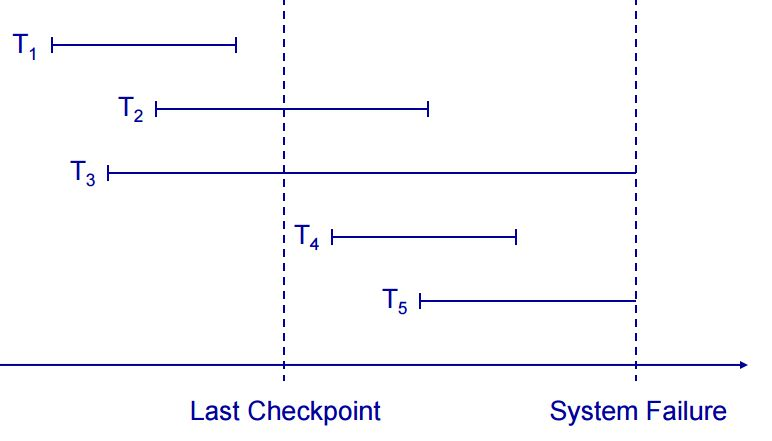 T1
T2
T3
T4
T5
Last Checkpoint
System Failure